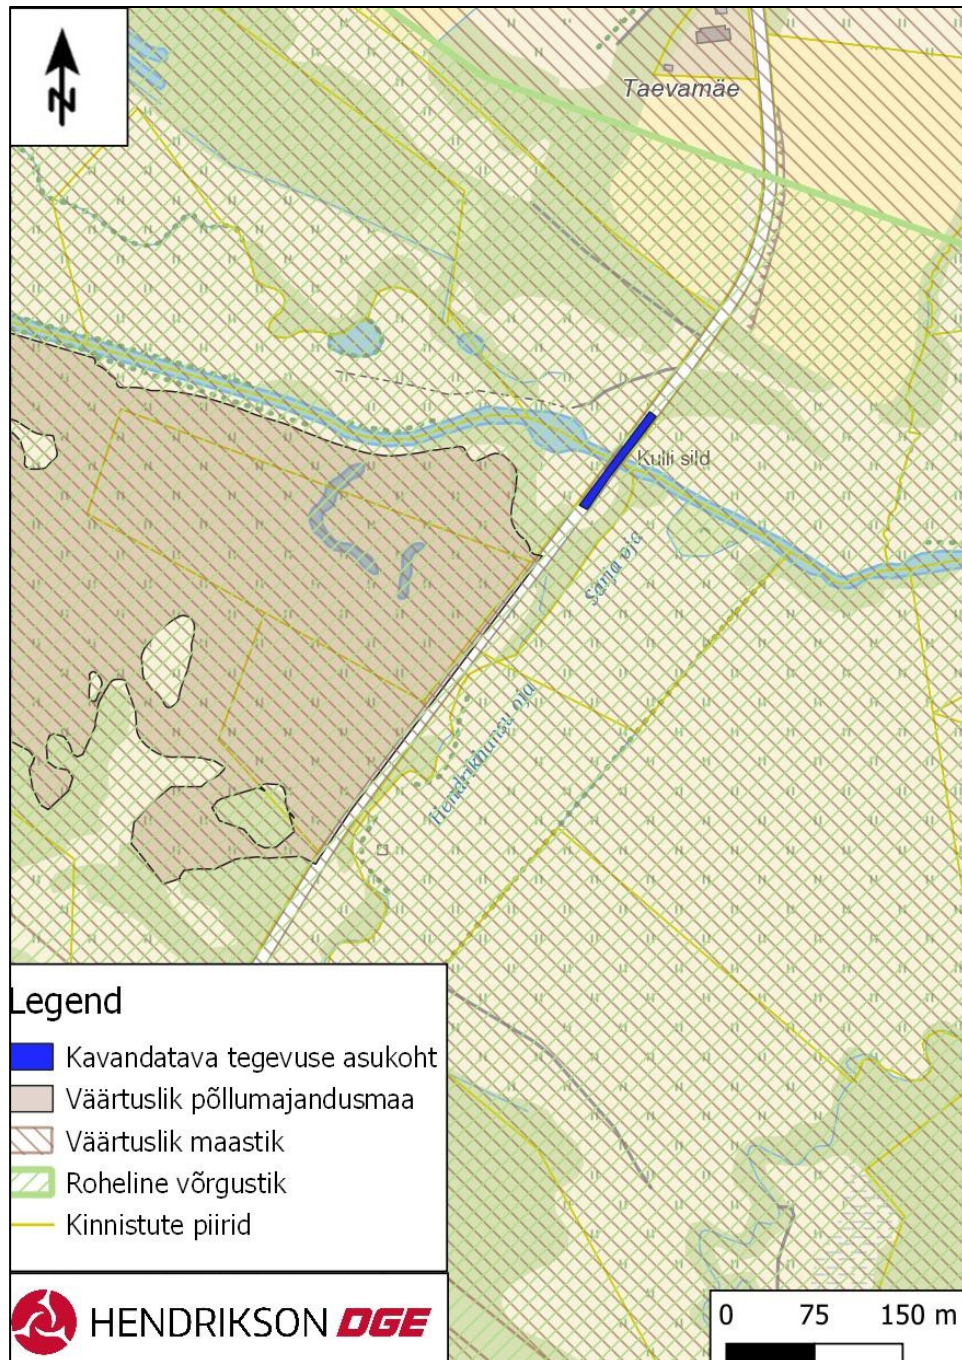 N
Taevamäe
Kulli sild
Sama oja
Hendrikhansu oja
Legend
Kavandatava tegevuse asukoht
Väärtuslik põllumajandusmaa
Väärtuslik maastik
Roheline võrgustik
Kinnistute piirid
HENDRIKSON DGE
0 75 150 m